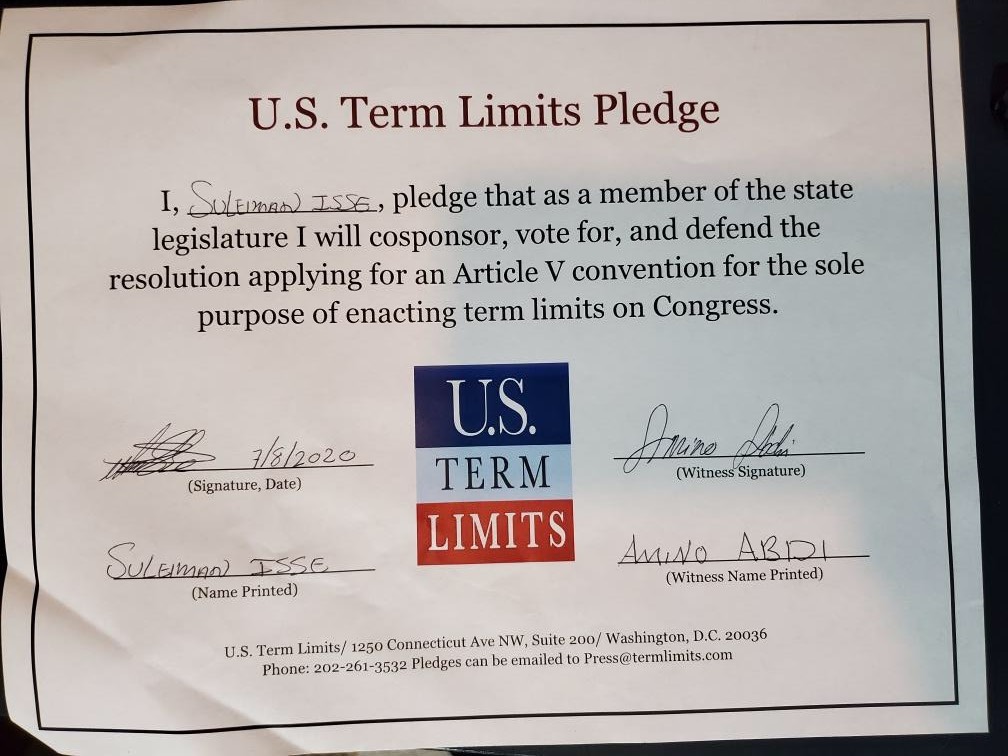 U.S. Term Limits Pledge
I, SULEIMAN ISSE, pledge that as a member of the state
legislature I will cosponsor, vote for, and defend the
resolution applying for an Article V convention for the sole
purpose of enacting term limits on Congress.
U.S.
TERM
LIMITS
7/8/2020
(Signature, Date)
Amino Abdi
(Witness Signature)
SULEIMAN ISSE
(Name Printed)
AMINO ABIDI
(Witness Name Printed)
U.S. Term Limits/ 1250 Connecticut Ave NW, Suite 200/ Washington, D.C. 20036
Phone: 202-261-3532 Pledges can be emailed to Press@termlimits.com